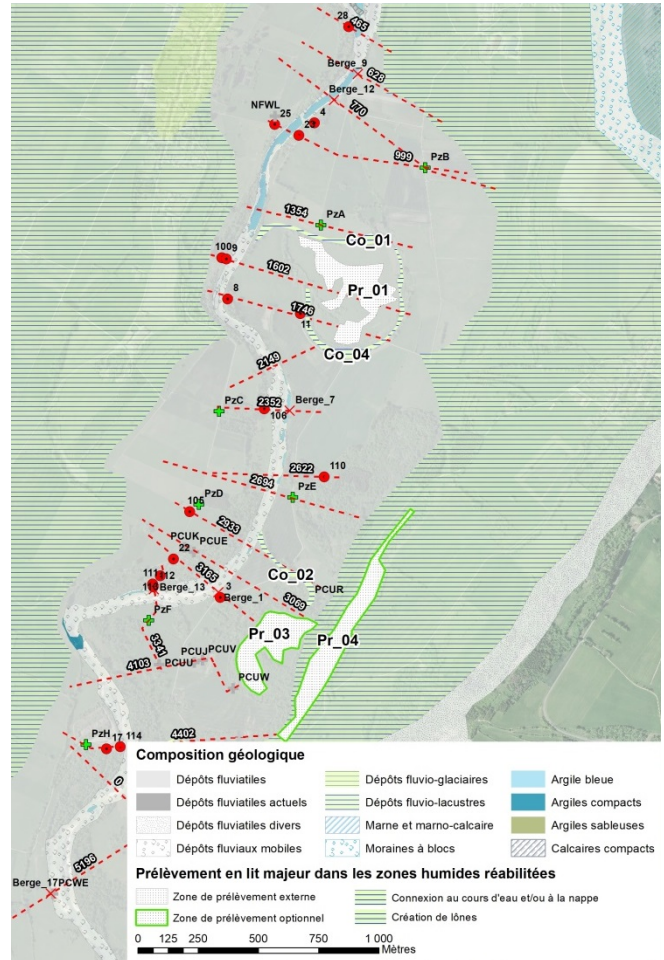 28
465
Berge_9
628
Berge_12
770
NFWL
25
4
23
999
PzB
1354
PzA
Co_01
100
9
1602
Pr_01
8
1746
11
Co_04
2149
PzC
2352
Berge_7
106
2622
110
2694
PzE
PzD
105
2933
PCUK
PCUE
22
3165
Co_02
111
112
Berge_13
3
Berge_1
3069
PCUR
PzF
Pr_03
Pr_04
3341
PCUJ
PCUV
4103
PCUU
PCUW
4402
PzH
17
114
0
5196
Berge_17
PCWE
Composition géologique
Dépôts fluviatiles
Dépôts fluviatiles actuels
Dépôts fluviatiles divers
Dépôts fluviaux mobiles
Dépôts fluvio-glaciaires
Dépôts fluvio-lacustres
Marne et marno-calcaire
Moraines à blocs
Argile bleue
Argiles compacts
Argiles sableuses
Calcaires compacts
Prélèvement en lit majeur dans les zones humides réabilitées
Zone de prélèvement externe
Zone de prélèvement optionnel
Connexion au cours d'eau et/ou à la nappe
Création de lônes
0 125 250 500 750 1 000
Mètres